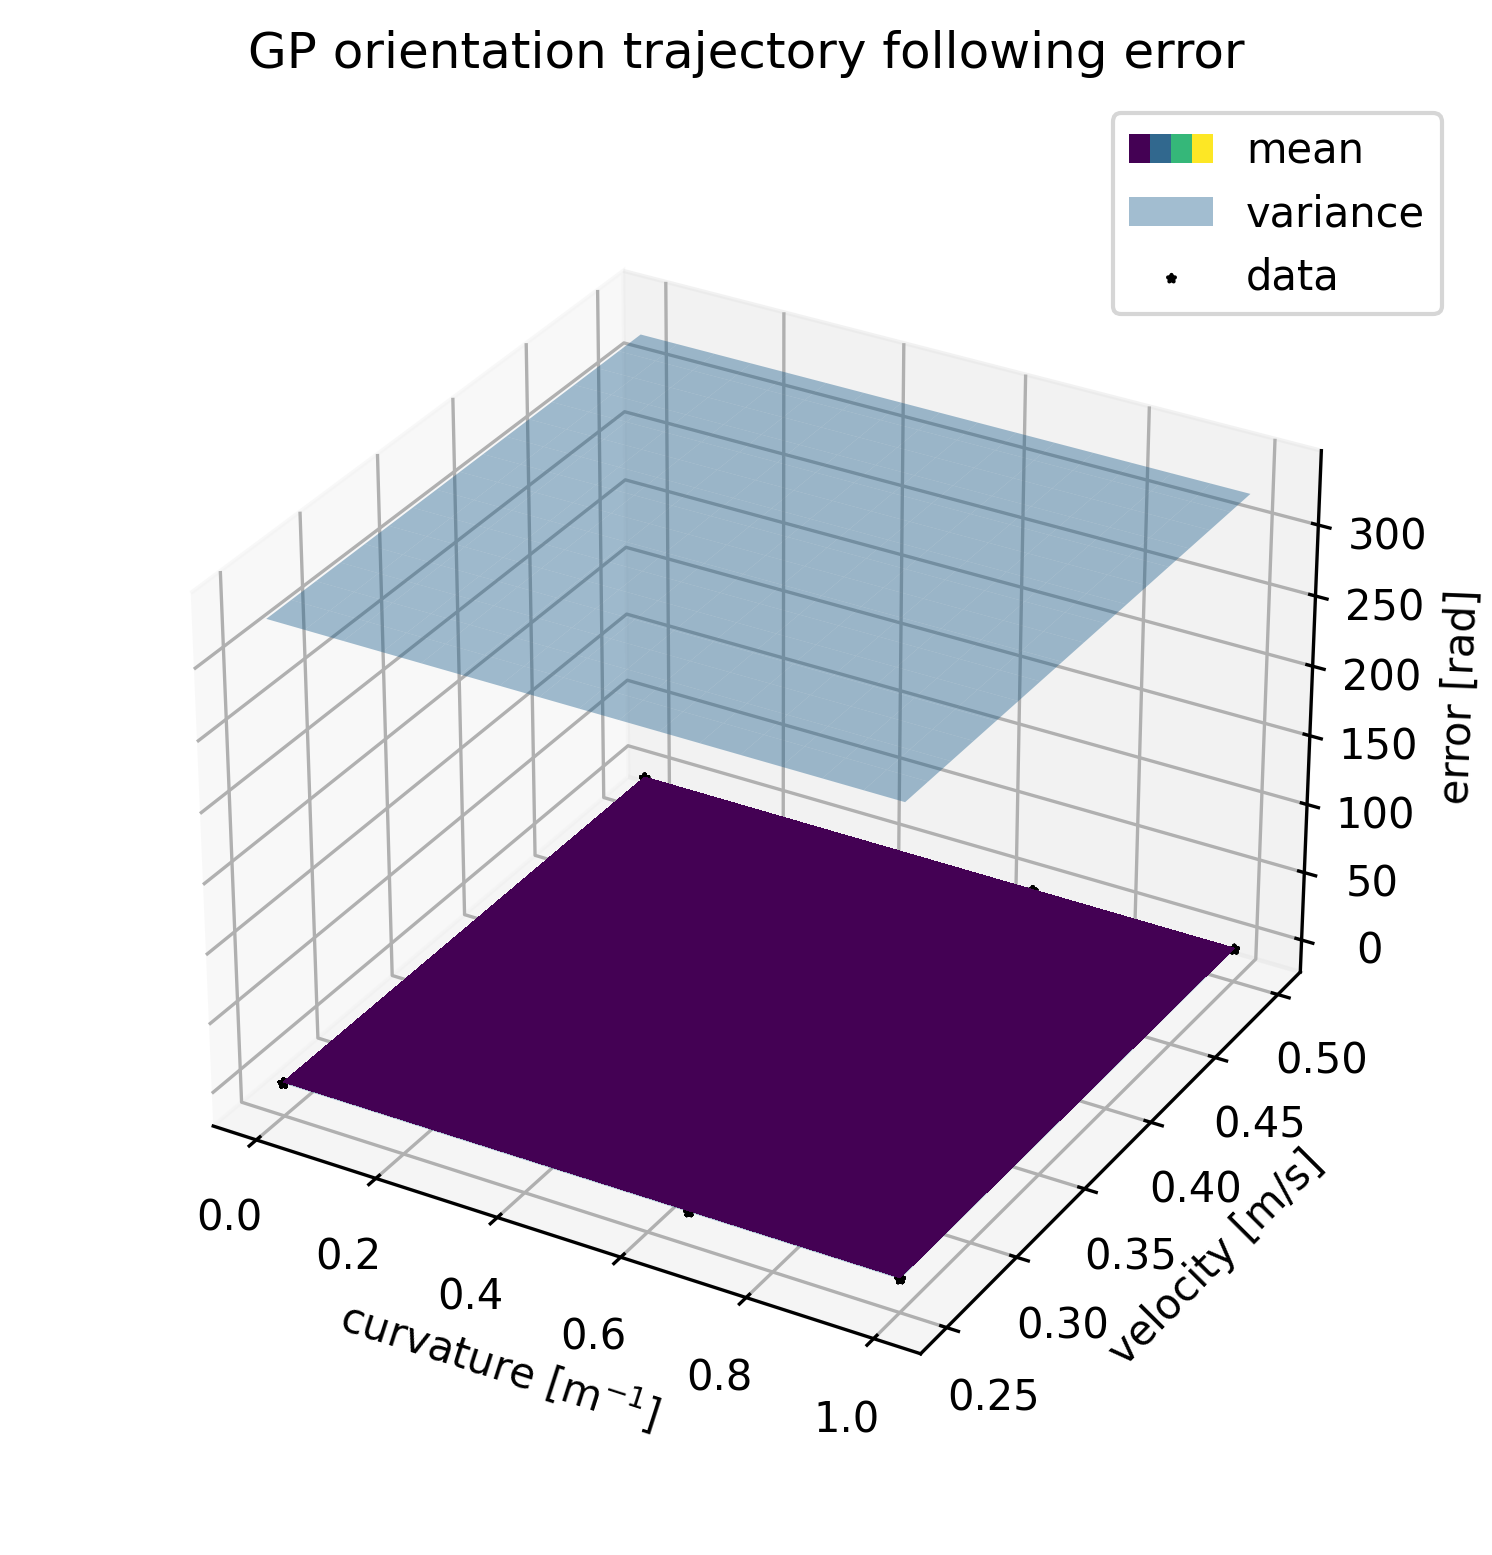 GP orientation trajectory following error
mean
variance
data
300
250
200
150
100
50
0
error [rad]
0.50
0.45
0.40
0.35
0.30
0.25
velocity [m/s]
0.0
0.2
0.4
0.6
0.8
1.0
curvature [m⁻¹]